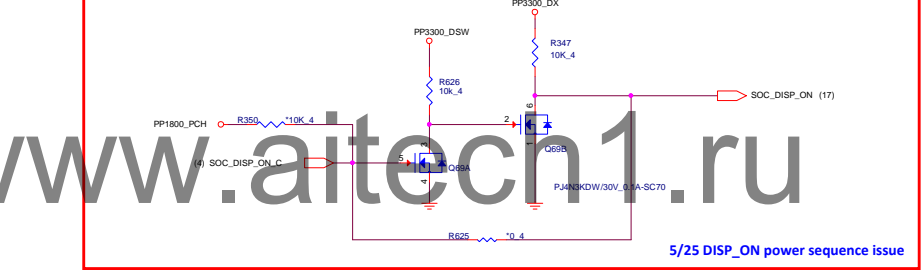 PP3300_DX
PP3300_DSW
R347
10K_4
R626
10k_4
SOC_DISP_ON (17)
6
PP1800_PCH
R350
*10K_4
2
1
Q69B
3
(4) SOC_DISP_ON_C
5
Q69A
4
PJ4N3KDW/30V_0.1A-SC70
www.aitech1.ru
R625
*0_4
5/25 DISP_ON power sequence issue